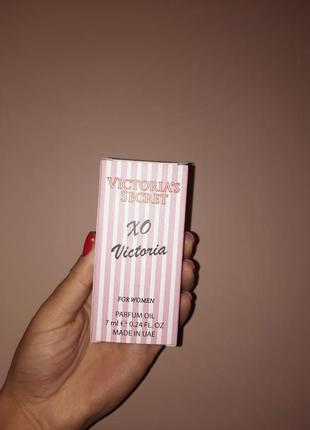 VICTORIA'S
SECRET
XO
Victoria
FOR WOMEN
PARFUM OIL
7 ml e 0.24 FL. OZ
MADE IN UAE